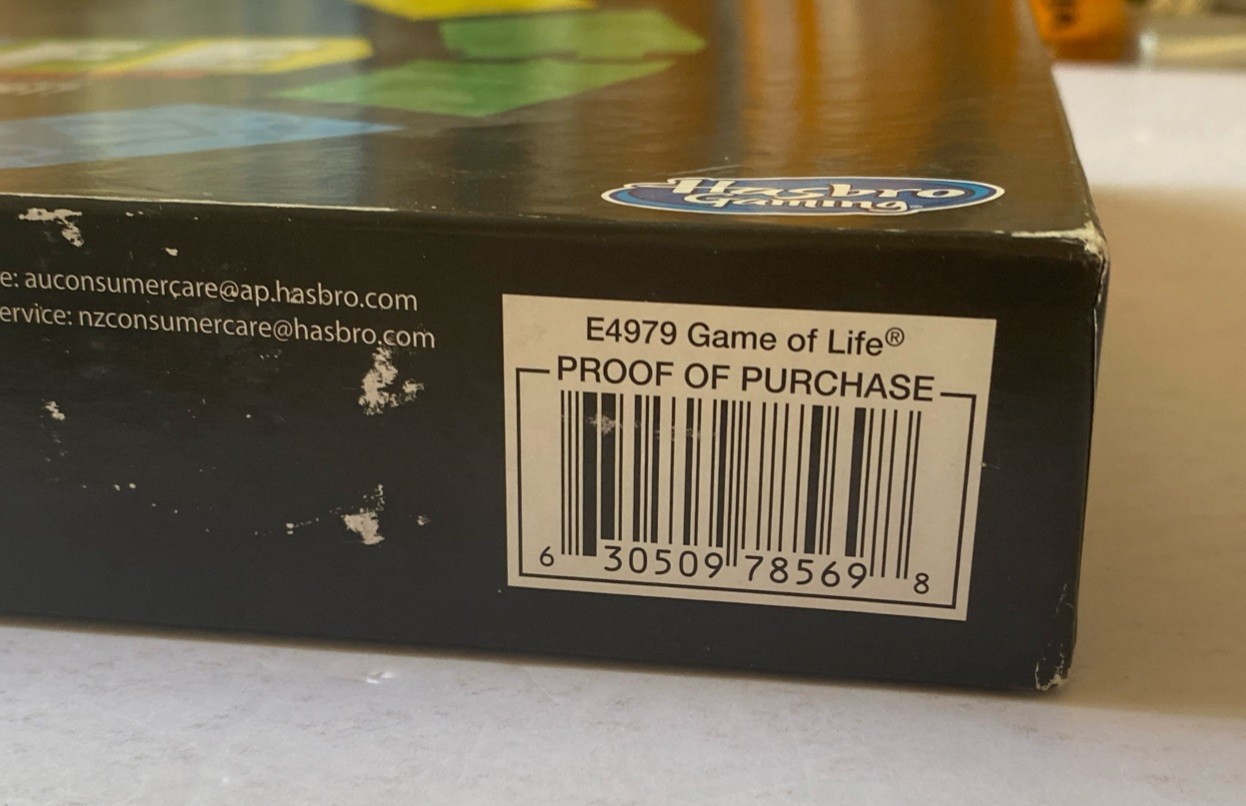 Hasbro
Gaming
e: auconsumercare@ap.hasbro.com
ervice: nzconsumercare@hasbro.com
E4979 Game of Life®
PROOF OF PURCHASE
6 30509 78569 8